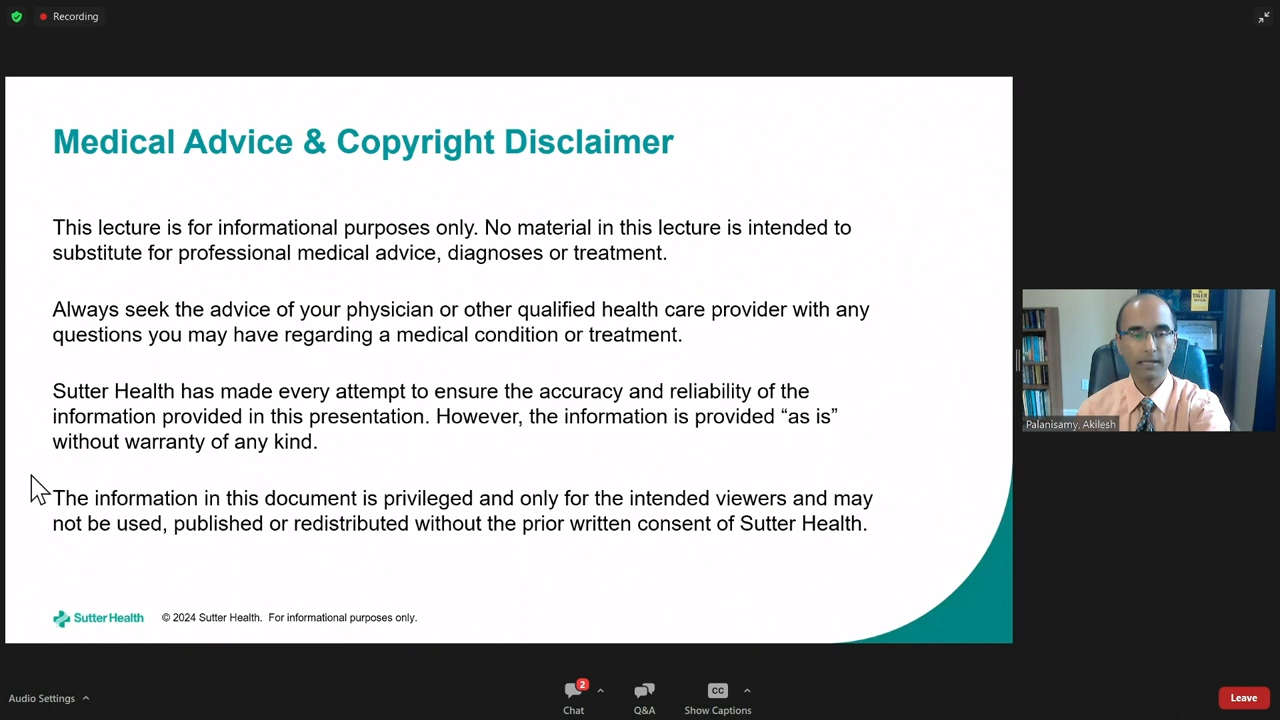 Recording
Medical Advice & Copyright Disclaimer
This lecture is for informational purposes only. No material in this lecture is intended to
substitute for professional medical advice, diagnoses or treatment.
Always seek the advice of your physician or other qualified health care provider with any
questions you may have regarding a medical condition or treatment.
Sutter Health has made every attempt to ensure the accuracy and reliability of the
information provided in this presentation. However, the information is provided “as is”
without warranty of any kind.
The information in this document is privileged and only for the intended viewers and may
not be used, published or redistributed without the prior written consent of Sutter Health.
Sutter Health © 2024 Sutter Health. For informational purposes only.
Palanisamy, Akilesh
Audio Settings
2
Chat
Q&A
CC
Show Captions
Leave